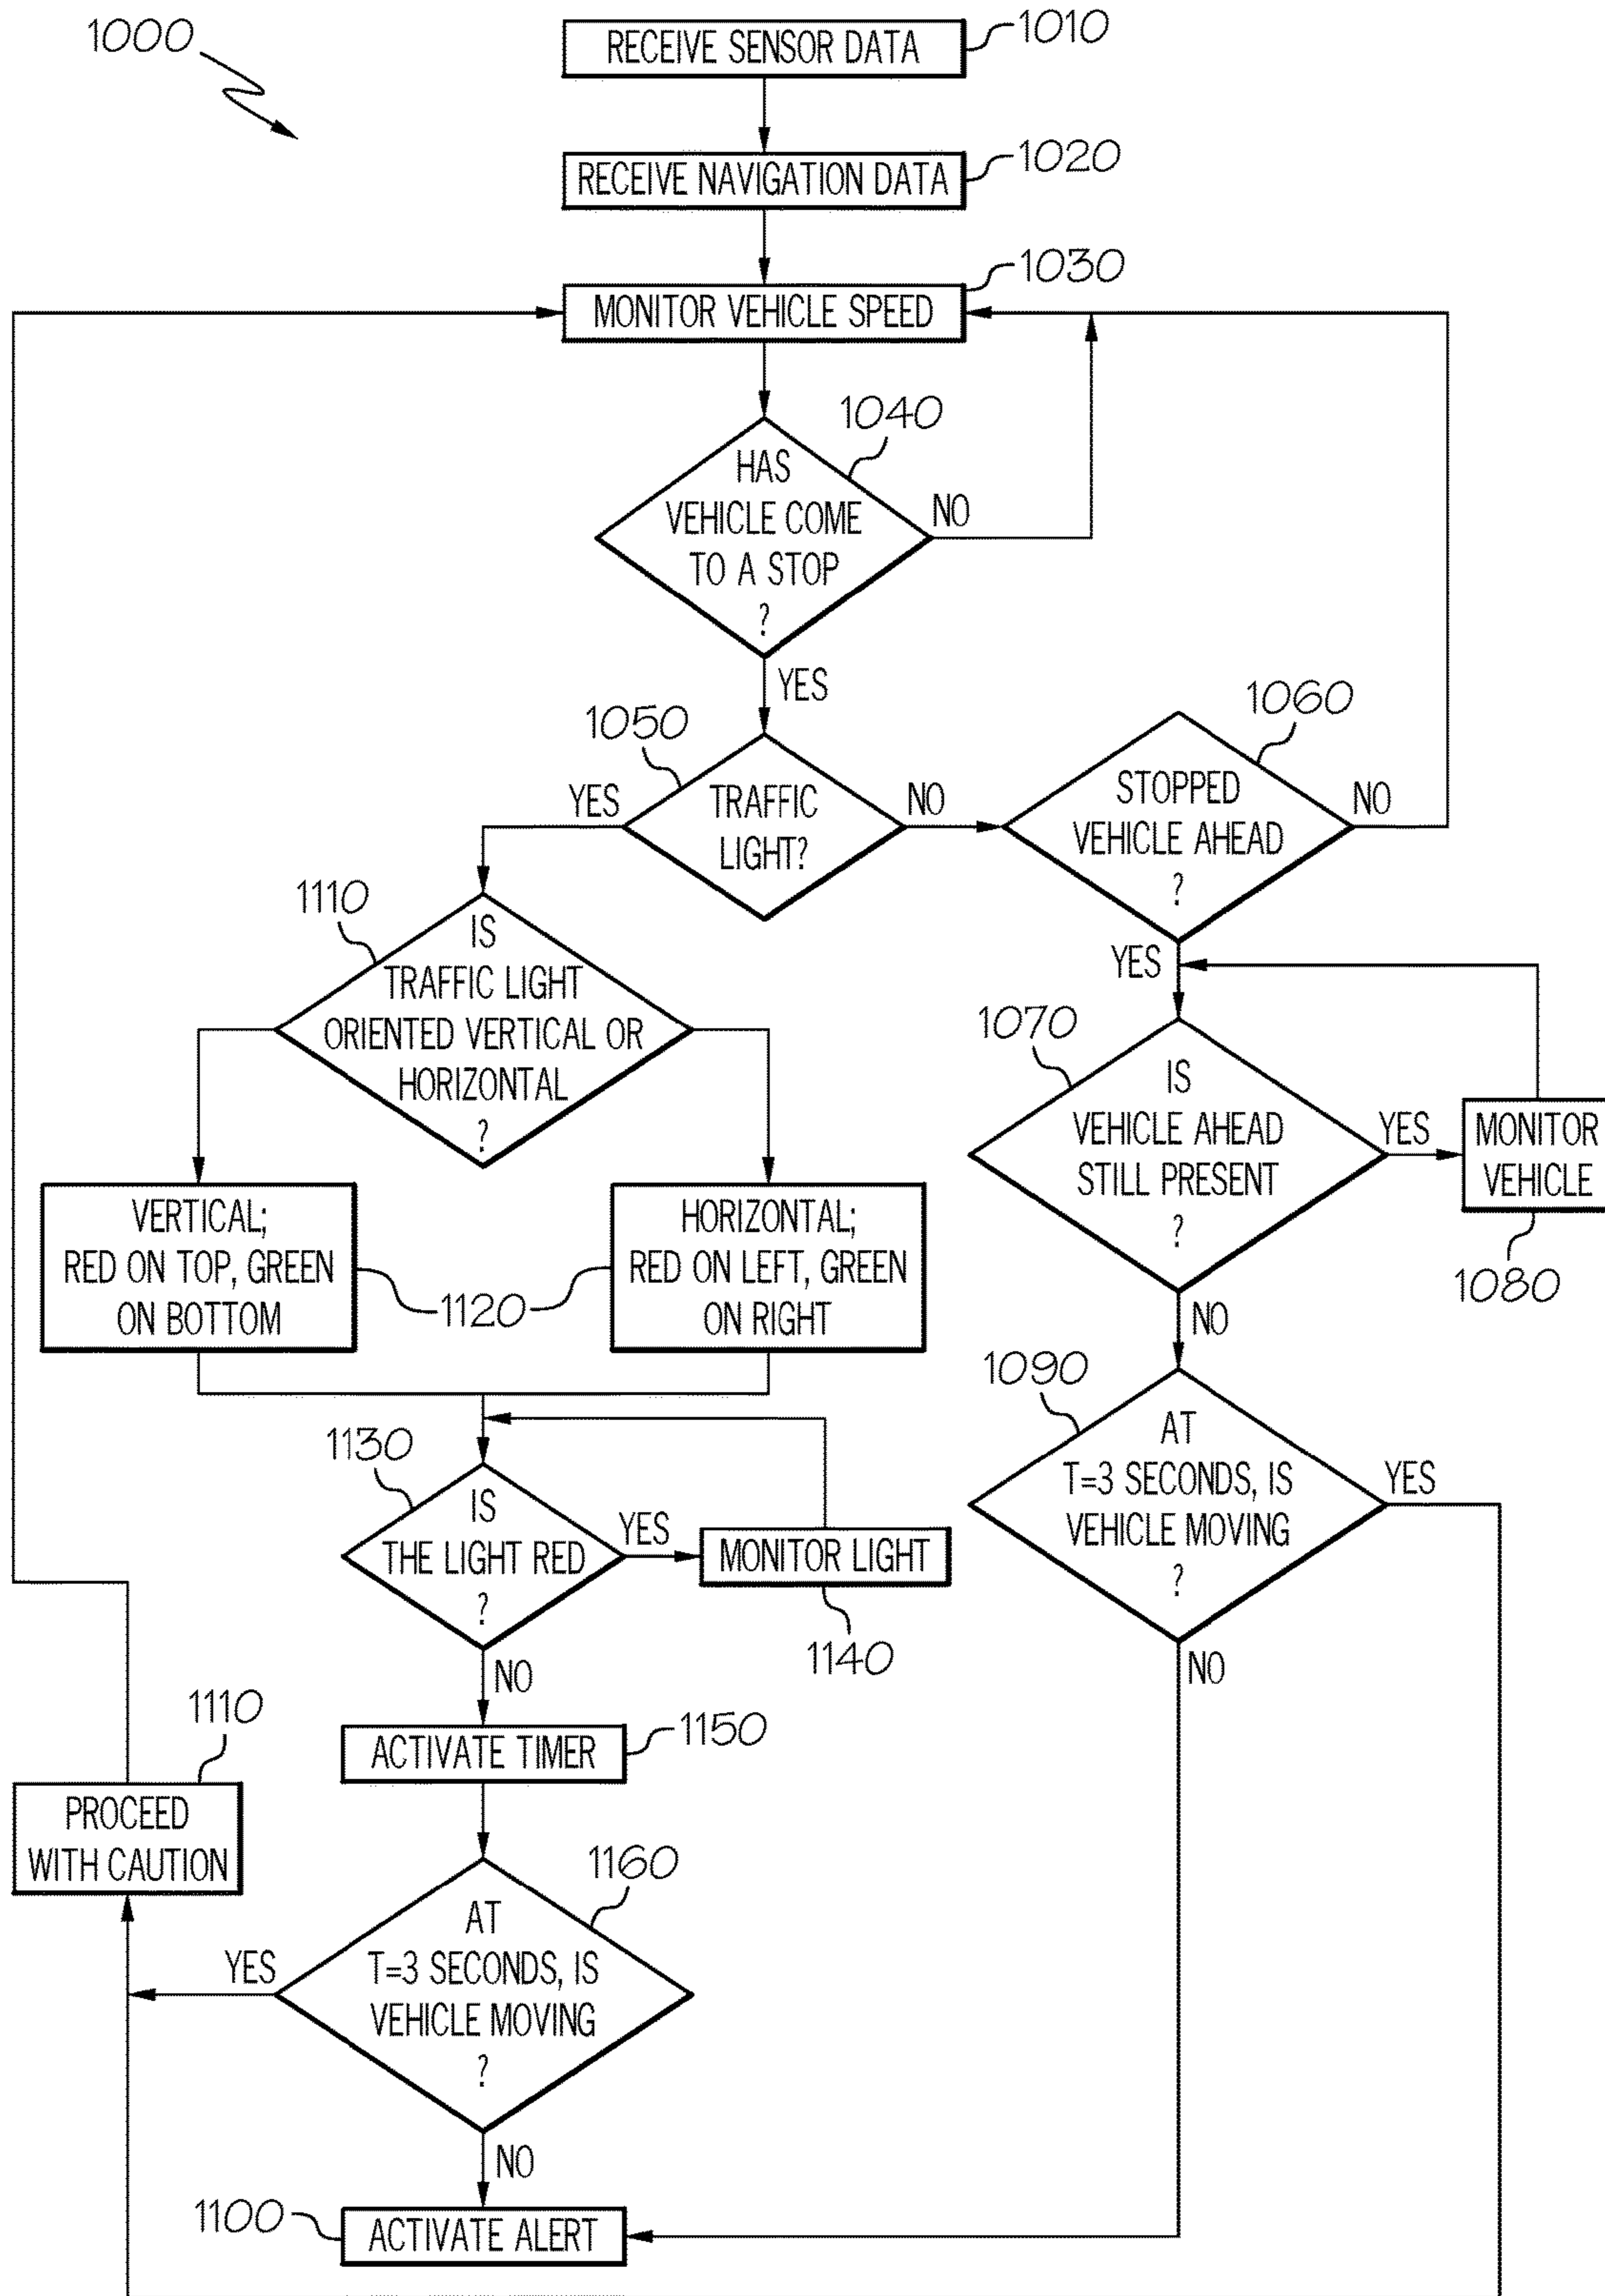 1000
RECEIVE SENSOR DATA
1010
RECEIVE NAVIGATION DATA
1020
MONITOR VEHICLE SPEED
1030
HAS
VEHICLE COME
TO A STOP
?
1040
NO
YES
1050
TRAFFIC
LIGHT?
YES
NO
1060
STOPPED
VEHICLE AHEAD
?
NO
YES
1110
IS
TRAFFIC LIGHT
ORIENTED VERTICAL OR
HORIZONTAL
?
1070
IS
VEHICLE AHEAD
STILL PRESENT
?
YES
MONITOR
VEHICLE
1080
NO
VERTICAL;
RED ON TOP, GREEN
ON BOTTOM
1120
HORIZONTAL;
RED ON LEFT, GREEN
ON RIGHT
1090
AT
T=3 SECONDS, IS
VEHICLE MOVING
?
YES
NO
1130
IS
THE LIGHT RED
?
YES
MONITOR LIGHT
1140
NO
ACTIVATE TIMER
1150
1110
PROCEED
WITH CAUTION
1160
AT
T=3 SECONDS, IS
VEHICLE MOVING
?
YES
NO
1100
ACTIVATE ALERT